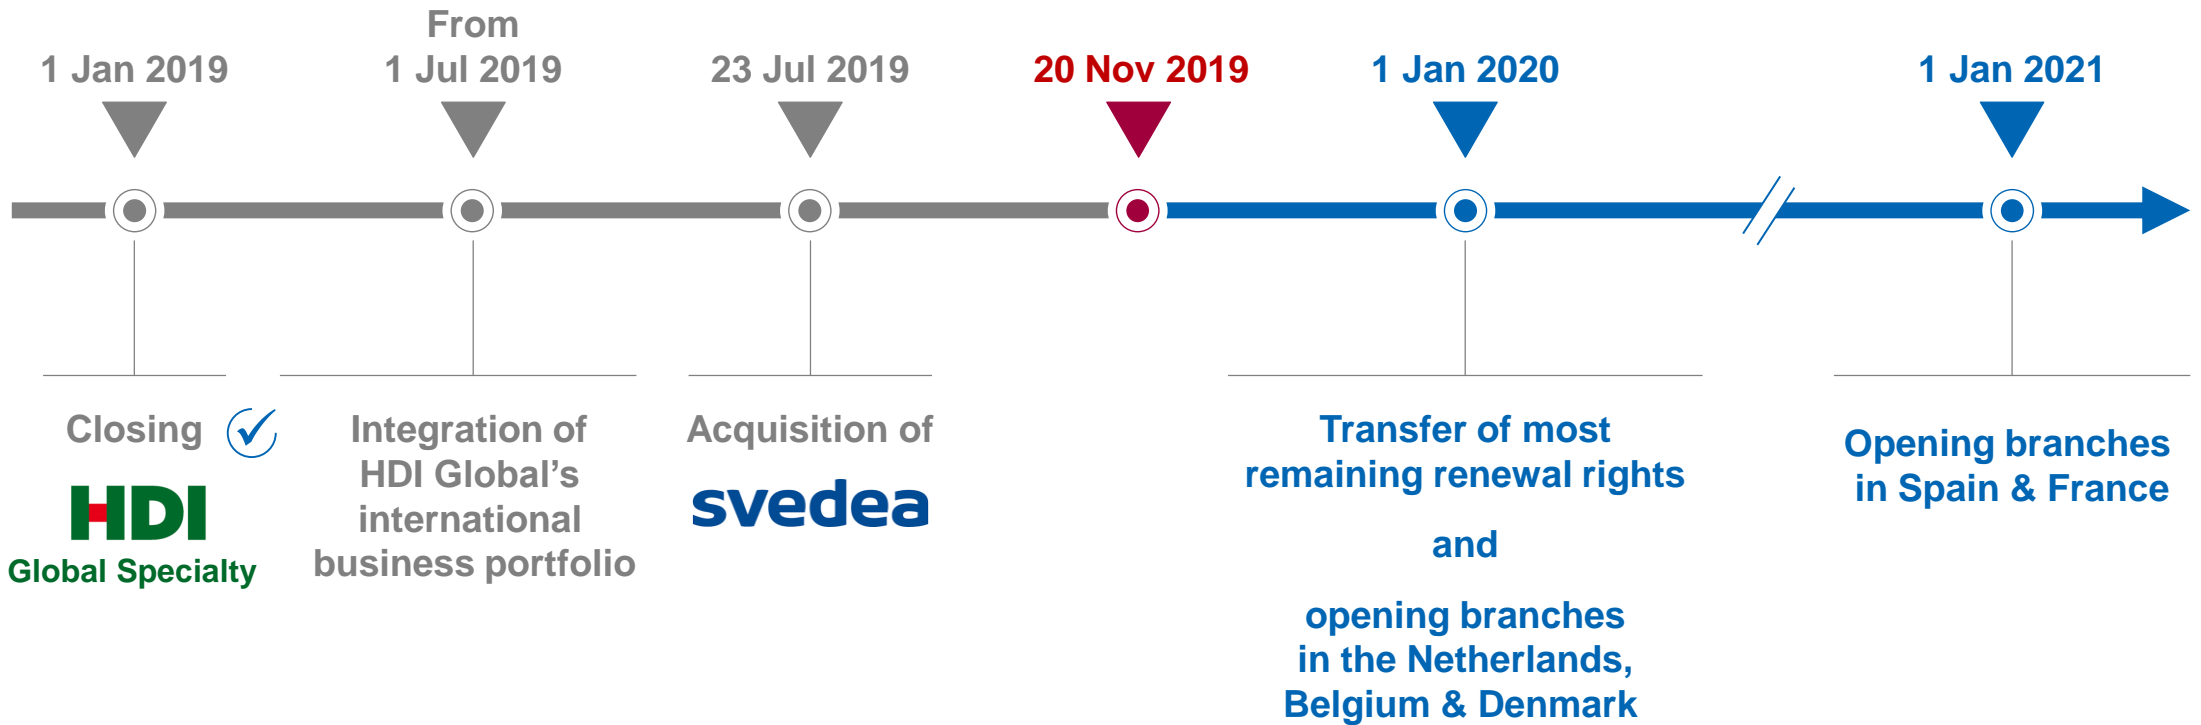 1 Jan 2019
From
1 Jul 2019
23 Jul 2019
20 Nov 2019
1 Jan 2020
1 Jan 2021
Closing
HDI
Global Specialty
Integration of
HDI Global’s
international
business portfolio
Acquisition of
svedea
Transfer of most
remaining renewal rights
and
opening branches
in the Netherlands,
Belgium & Denmark
Opening branches
in Spain & France